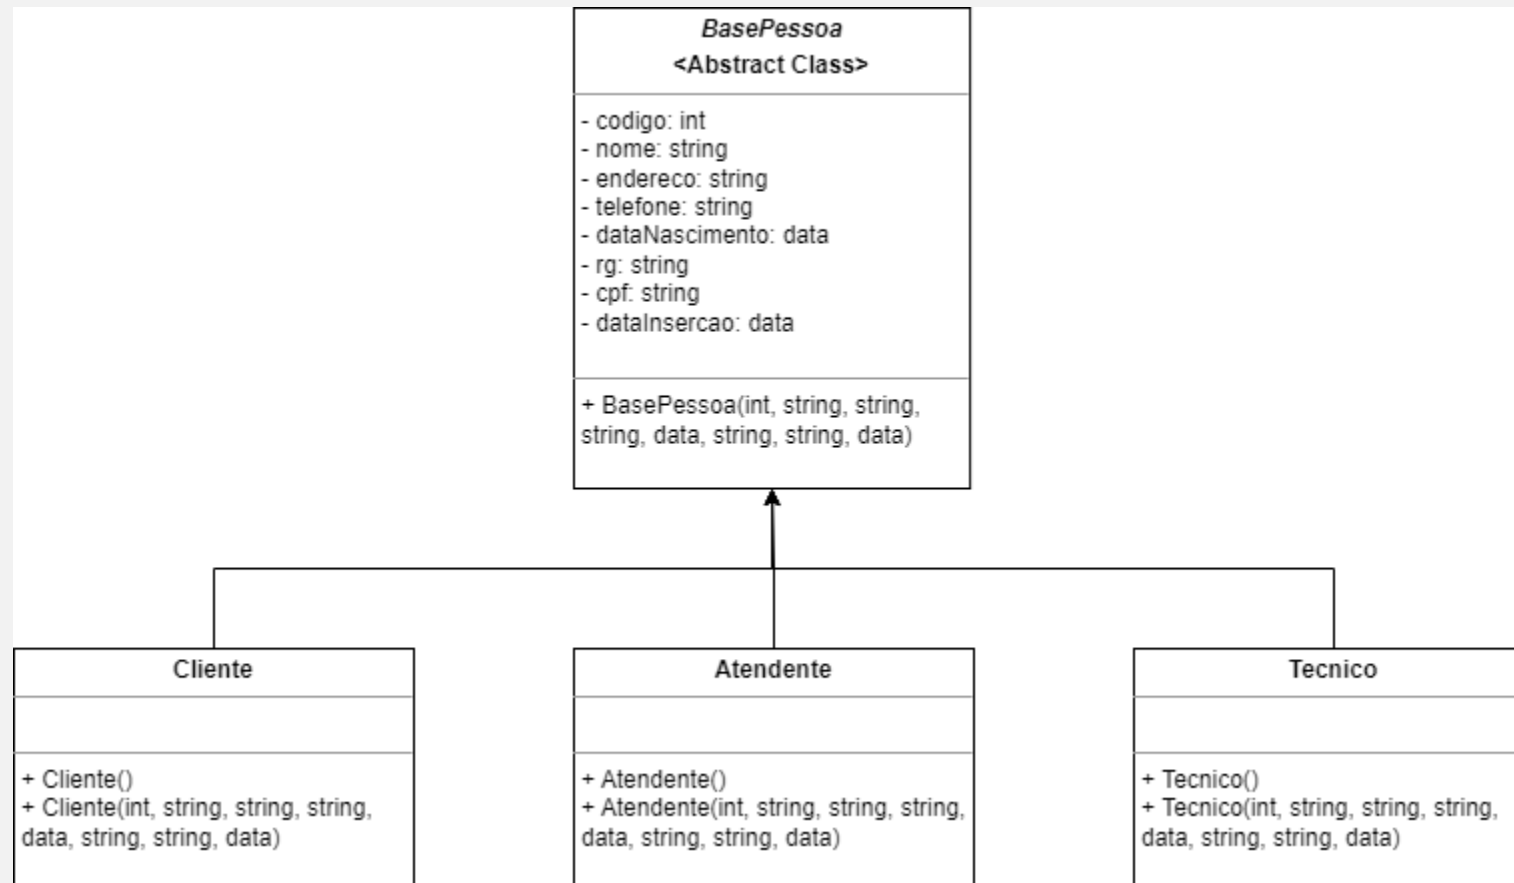 BasePessoa
<Abstract Class>
- codigo: int
- nome: string
- endereco: string
- telefone: string
- dataNascimento: data
- rg: string
- cpf: string
- dataInsercao: data
+ BasePessoa(int, string, string,
string, data, string, string, data)
Cliente
+ Cliente()
+ Cliente(int, string, string, string,
data, string, string, data)
Atendente
+ Atendente()
+ Atendente(int, string, string, string,
data, string, string, data)
Tecnico
+ Tecnico()
+ Tecnico(int, string, string, string,
data, string, string, data)